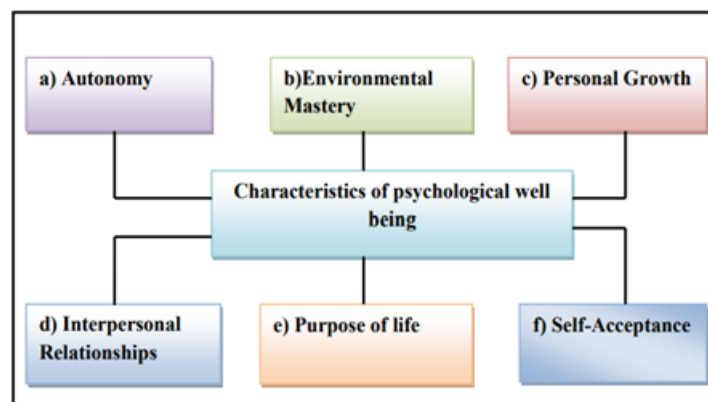 a) Autonomy
b)Environmental
Mastery
c) Personal Growth
Characteristics of psychological well
being
d) Interpersonal
Relationships
e) Purpose of life
f) Self-Acceptance